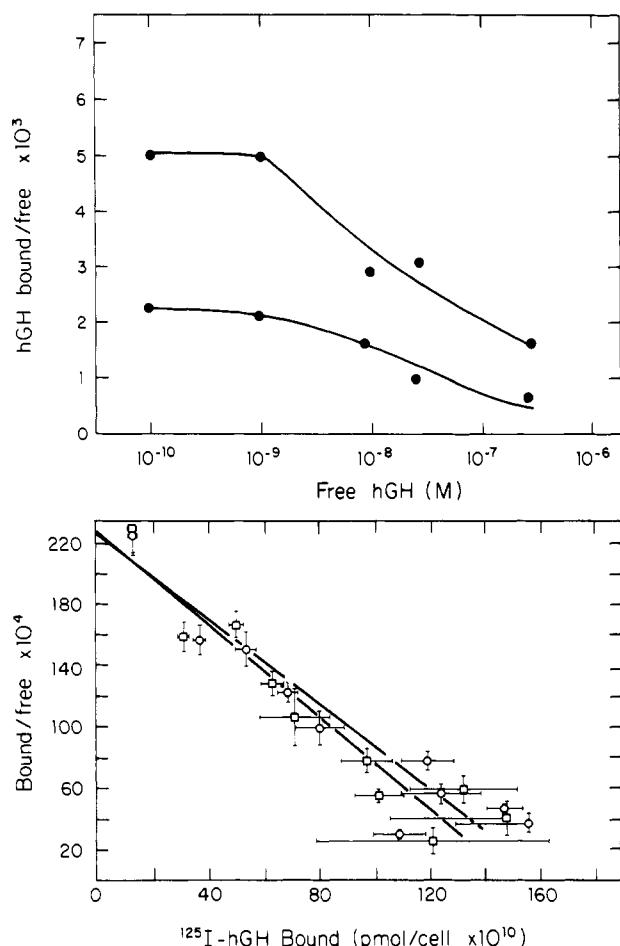 7
6
5
4
3
2
1
0
hGH bound/free x10³
10⁻¹⁰ 10⁻⁹ 10⁻⁸ 10⁻⁷ 10⁻⁶
Free hGH (M)
220
180
140
100
60
20
Bound/free x10⁴
0 40 80 120 160
¹²⁵I-hGH Bound (pmol/cell x10¹⁰)